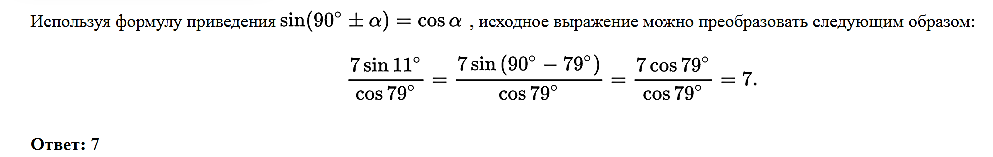 Используя формулу приведения sin(90° ± α) = cos α , исходное выражение можно преобразовать следующим образом:
7 sin 11° / cos 79° = 7 sin (90° − 79°) / cos 79° = 7 cos 79° / cos 79° = 7.
Ответ: 7